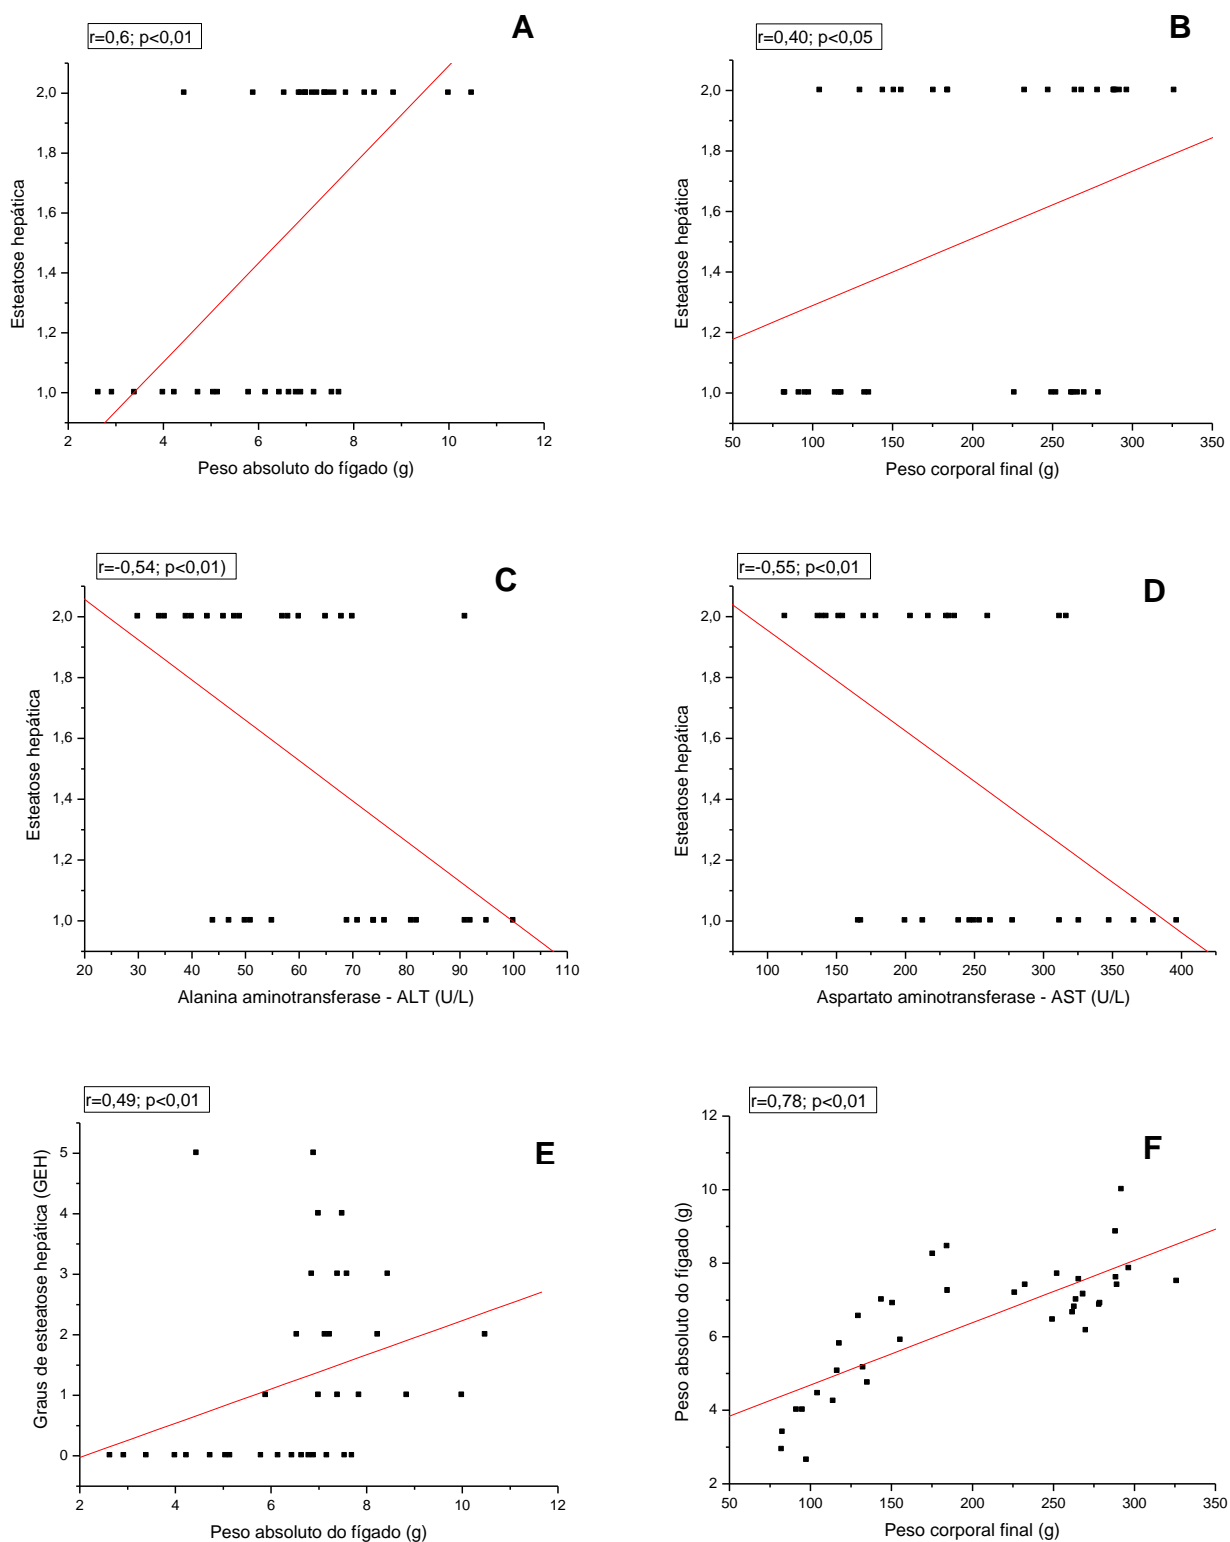 r=0,6; p<0,01
A
2,0
1,8
1,6
1,4
1,2
1,0
Esteatose hepática
2 4 6 8 10 12
Peso absoluto do fígado (g)
r=0,40; p<0,05
B
2,0
1,8
1,6
1,4
1,2
1,0
Esteatose hepática
50 100 150 200 250 300 350
Peso corporal final (g)
r=-0,54; p<0,01)
C
2,0
1,8
1,6
1,4
1,2
1,0
Esteatose hepática
20 30 40 50 60 70 80 90 100 110
Alanina aminotransferase - ALT (U/L)
r=-0,55; p<0,01
D
2,0
1,8
1,6
1,4
1,2
1,0
Esteatose hepática
100 150 200 250 300 350 400
Aspartato aminotransferase - AST (U/L)
r=0,49; p<0,01
E
5
4
3
2
1
0
Graus de esteatose hepática (GEH)
2 4 6 8 10 12
Peso absoluto do fígado (g)
r=0,78; p<0,01
F
12
10
8
6
4
2
Peso absoluto do fígado (g)
50 100 150 200 250 300 350
Peso corporal final (g)